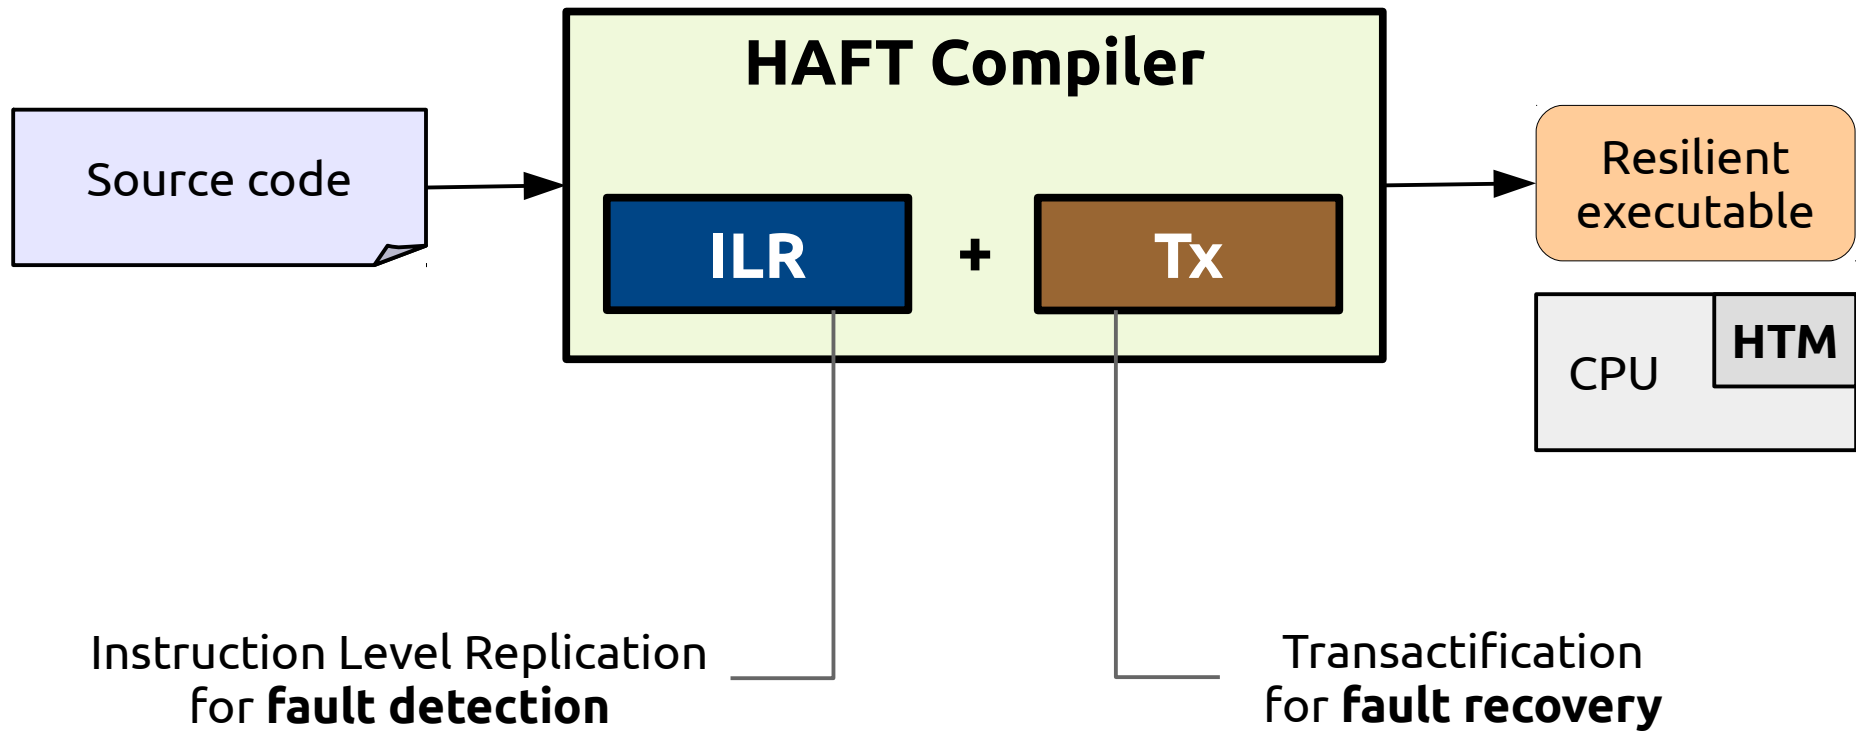 HAFT Compiler
Source code
ILR
+
Tx
Resilient
executable
HTM
CPU
Instruction Level Replication
for fault detection
Transactification
for fault recovery